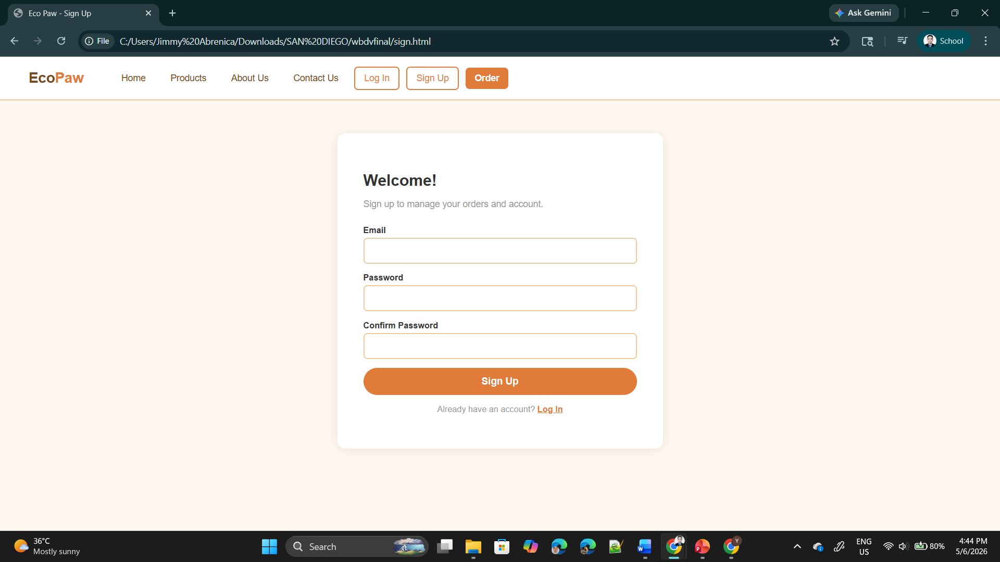 Eco Paw - Sign Up
Ask Gemini
File
C:/Users/Jimmy%20Abrenica/Downloads/SAN%20DIEGO/wbdvfinal/sign.html
School
EcoPaw
Home
Products
About Us
Contact Us
Log In
Sign Up
Order
Welcome!
Sign up to manage your orders and account.
Email
Password
Confirm Password
Sign Up
Already have an account? Log In
36°C
Mostly sunny
Search
W
P
Y
ENG
US
80%
4:44 PM
5/6/2026